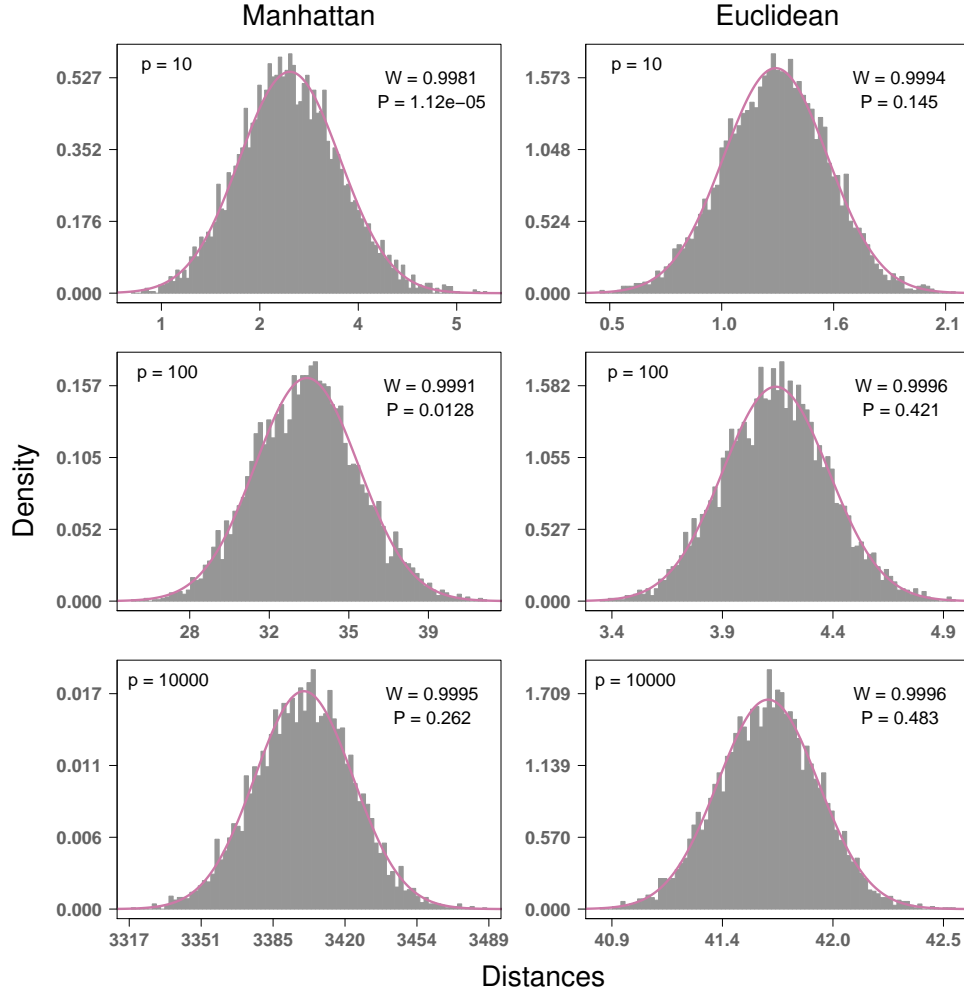 Manhattan
Euclidean
p = 10
W = 0.9981
P = 1.12e−05
0.527
0.352
0.176
0.000
1 2 4 5
p = 10
W = 0.9994
P = 0.145
1.573
1.048
0.524
0.000
0.5 1.0 1.6 2.1
p = 100
W = 0.9991
P = 0.0128
0.157
0.105
0.052
0.000
28 32 35 39
p = 100
W = 0.9996
P = 0.421
1.582
1.055
0.527
0.000
3.4 3.9 4.4 4.9
Density
p = 10000
W = 0.9995
P = 0.262
0.017
0.011
0.006
0.000
3317 3351 3385 3420 3454 3489
p = 10000
W = 0.9996
P = 0.483
1.709
1.139
0.570
0.000
40.9 41.4 42.0 42.5
Distances